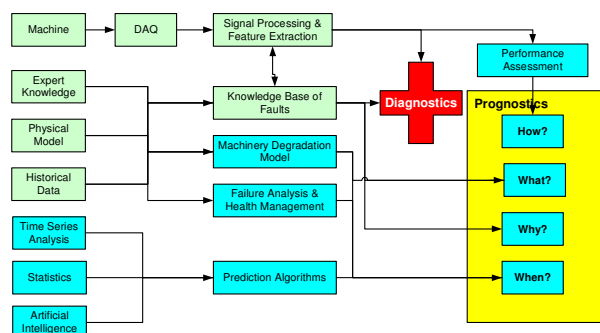 Machine
DAQ
Signal Processing &
Feature Extraction
Performance
Assessment
Expert
Knowledge
Knowledge Base of
Faults
Diagnostics
Prognostics
How?
Physical
Model
Machinery Degradation
Model
What?
Historical
Data
Failure Analysis &
Health Management
Why?
Time Series
Analysis
Statistics
Prediction Algorithms
When?
Artificial
Intelligence